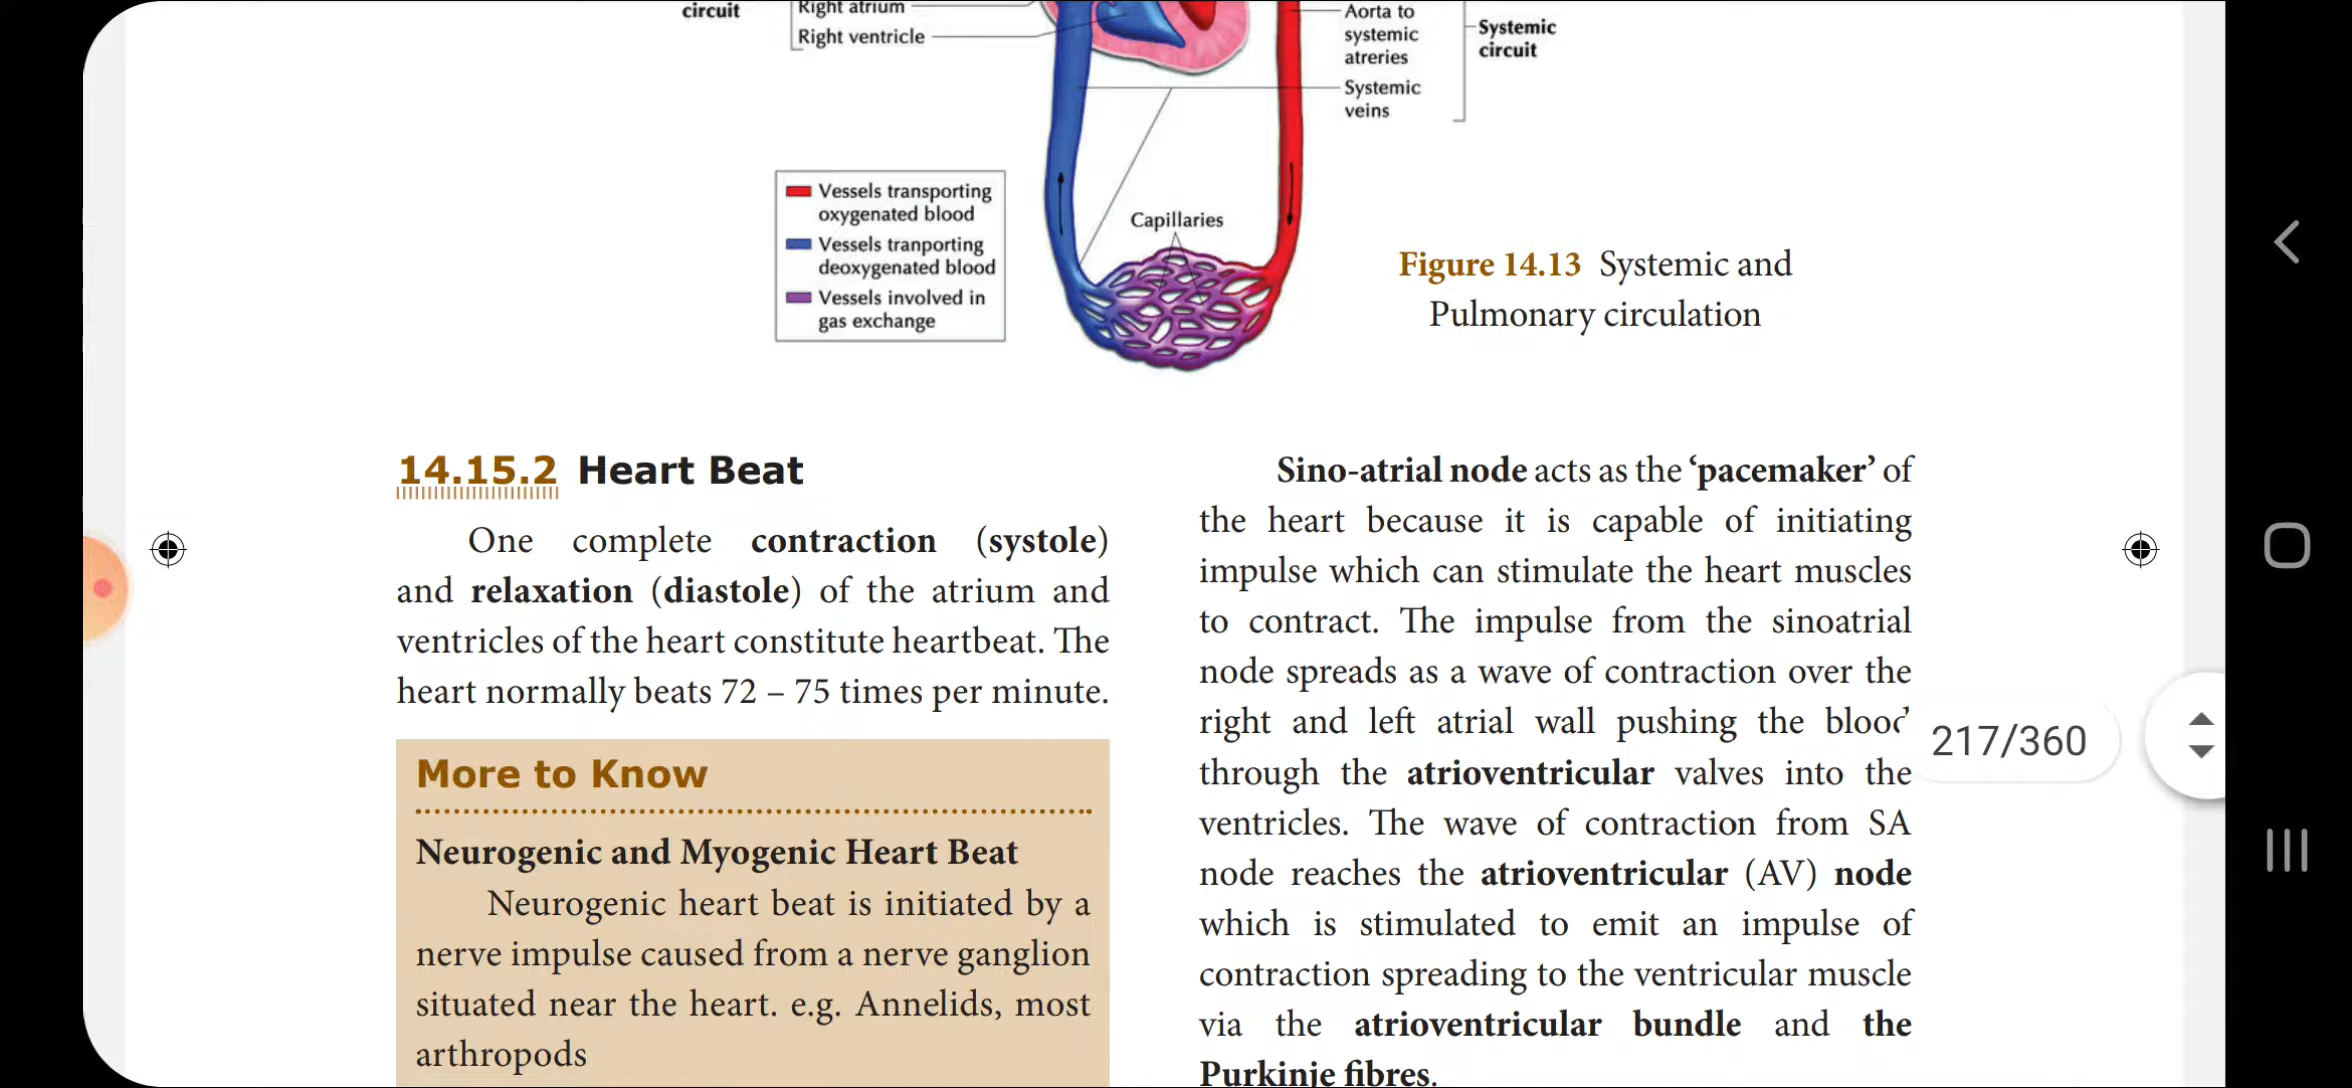 circuit
Right atrium
Right ventricle
Aorta to
systemic
atreries
Systemic
veins
Systemic
circuit
Vessels transporting
oxygenated blood
Vessels tranporting
deoxygenated blood
Vessels involved in
gas exchange
Capillaries
Figure 14.13 Systemic and
Pulmonary circulation
14.15.2 Heart Beat
One complete contraction (systole)
and relaxation (diastole) of the atrium and
ventricles of the heart constitute heartbeat. The
heart normally beats 72 – 75 times per minute.
More to Know
Neurogenic and Myogenic Heart Beat
Neurogenic heart beat is initiated by a
nerve impulse caused from a nerve ganglion
situated near the heart. e.g. Annelids, most
arthropods
Sino-atrial node acts as the ‘pacemaker’ of
the heart because it is capable of initiating
impulse which can stimulate the heart muscles
to contract. The impulse from the sinoatrial
node spreads as a wave of contraction over the
right and left atrial wall pushing the blood
through the atrioventricular valves into the
ventricles. The wave of contraction from SA
node reaches the atrioventricular (AV) node
which is stimulated to emit an impulse of
contraction spreading to the ventricular muscle
via the atrioventricular bundle and the
Purkinje fibres.
217/360